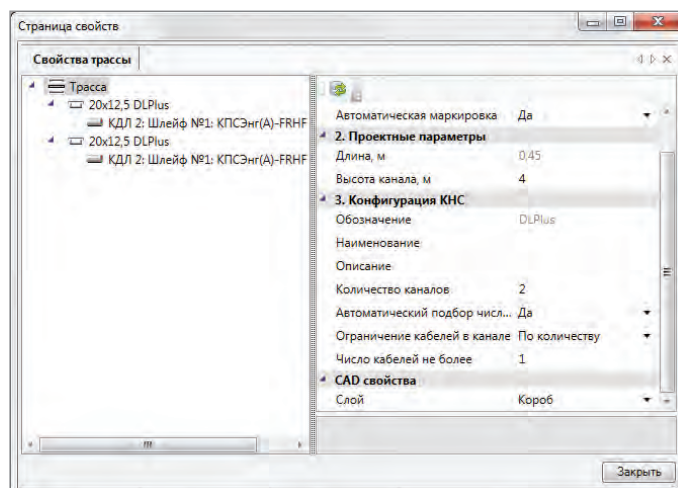 Страница свойств
Свойства трассы
Трасса
20x12,5 DLPlus
КДЛ 2: Шлейф №1: КПСЭнг(А)-FRHF
20x12,5 DLPlus
КДЛ 2: Шлейф №1: КПСЭнг(А)-FRHF
Автоматическая маркировка Да
2. Проектные параметры
Длина, м 0,45
Высота канала, м 4
3. Конфигурация КНС
Обозначение DLPlus
Наименование
Описание
Количество каналов 2
Автоматический подбор числ... Да
Ограничение кабелей в канале По количеству
Число кабелей не более 1
CAD свойства
Слой Короб
Закрыть